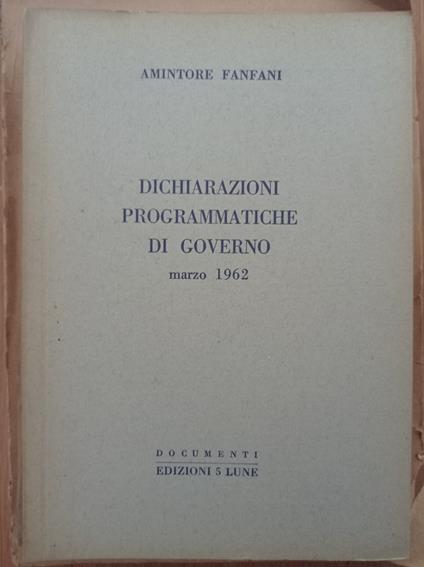 AMINTORE FANFANI
DICHIARAZIONI
PROGRAMMATICHE
DI GOVERNO
marzo 1962
DOCUMENTI
EDIZIONI 5 LUNE